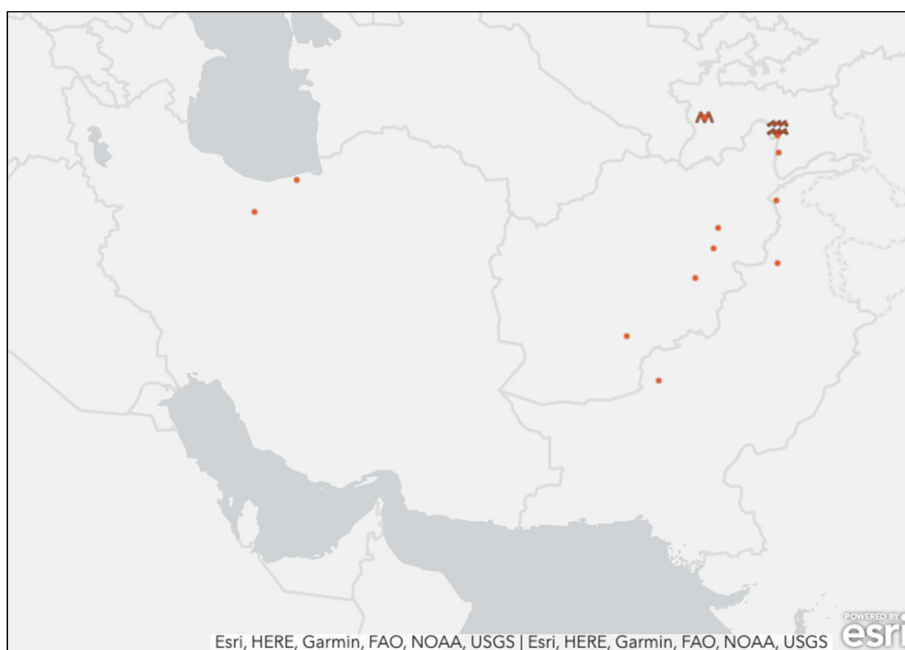 Esri, HERE, Garmin, FAO, NOAA, USGS | Esri, HERE, Garmin, FAO, NOAA, USGS
POWERED BY
esri